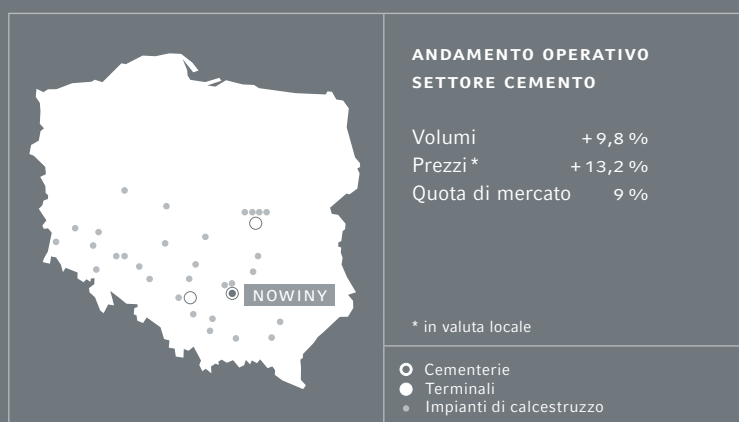 NOWINY
ANDAMENTO OPERATIVO
SETTORE CEMENTO
Volumi +9,8 %
Prezzi* +13,2 %
Quota di mercato 9 %
* in valuta locale
Cementerie
Terminali
Impianti di calcestruzzo